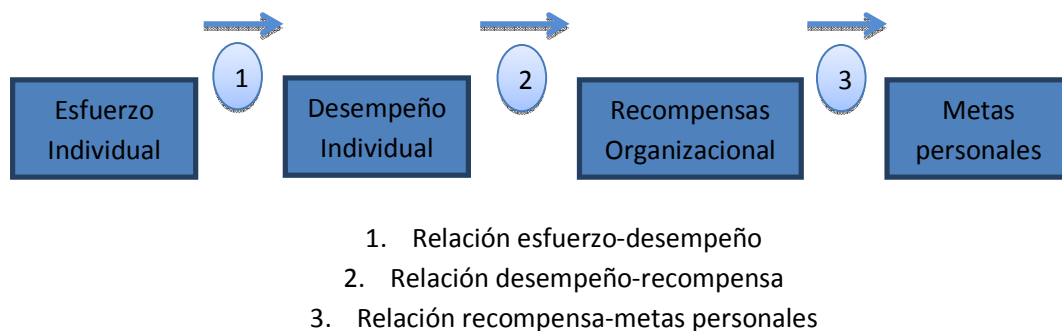 1
2
3
Esfuerzo
Individual
Desempeño
Individual
Recompensas
Organizacional
Metas
personales
1. Relación esfuerzo-desempeño
2. Relación desempeño-recompensa
3. Relación recompensa-metas personales